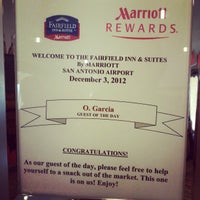 FAIRFIELD
INN & SUITES
Marriott
Marriott
REWARDS.
WELCOME TO THE FAIRFIELD INN & SUITES
By MARRIOTT
SAN ANTONIO AIRPORT
December 3, 2012
O. Garcia
GUEST OF THE DAY
CONGRATULATIONS!
As our guest of the day, please feel free to help
yourself to a snack out of the market. This one
is on us! Enjoy!